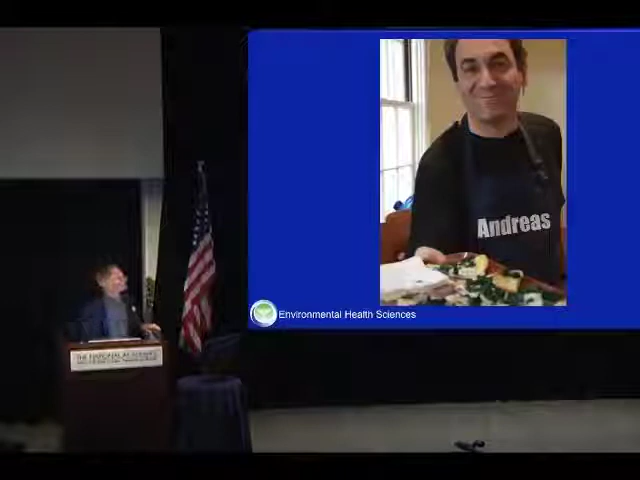 Andreas
Environmental Health Sciences
THE NATIONAL ACADEMIES